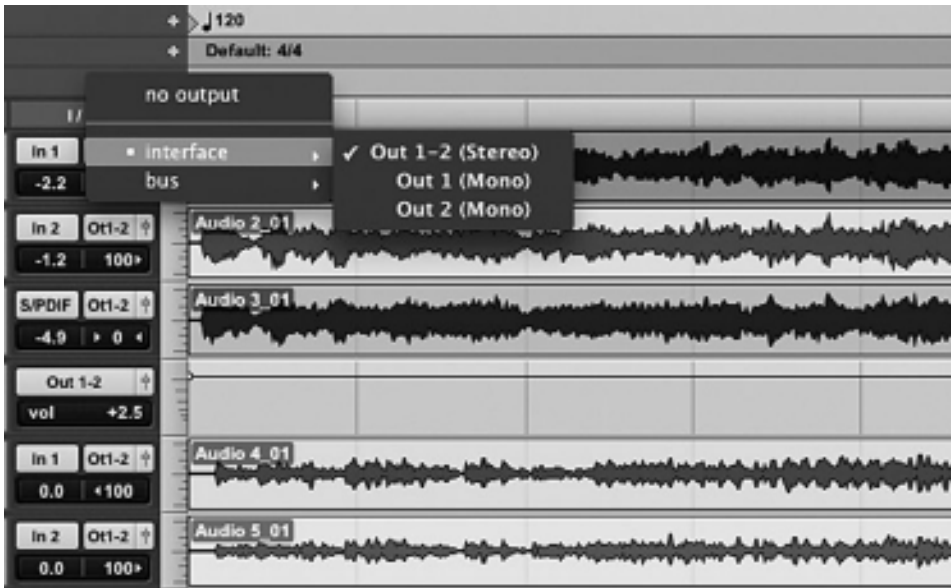 120
Default: 4/4
no output
I/
In 1
interface
Out 1-2 (Stereo)
-2.2
bus
Out 1 (Mono)
Out 2 (Mono)
In 2
Ot1-2
Audio 2_01
-1.2
100
S/PDIF
Ot1-2
Audio 3_01
-4.9
0
Out 1-2
vol
+2.5
In 1
Ot1-2
Audio 4_01
0.0
100
In 2
Ot1-2
Audio 5_01
0.0
100